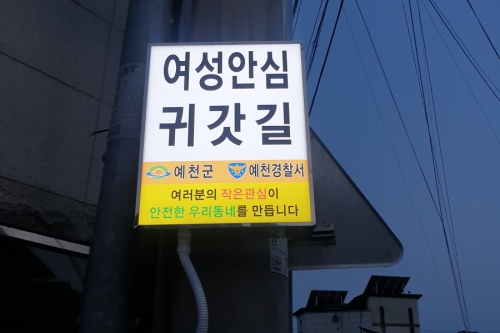 여성안심
귀갓길
예천군 예천경찰서
여러분의 작은관심이
안전한 우리동네를 만듭니다